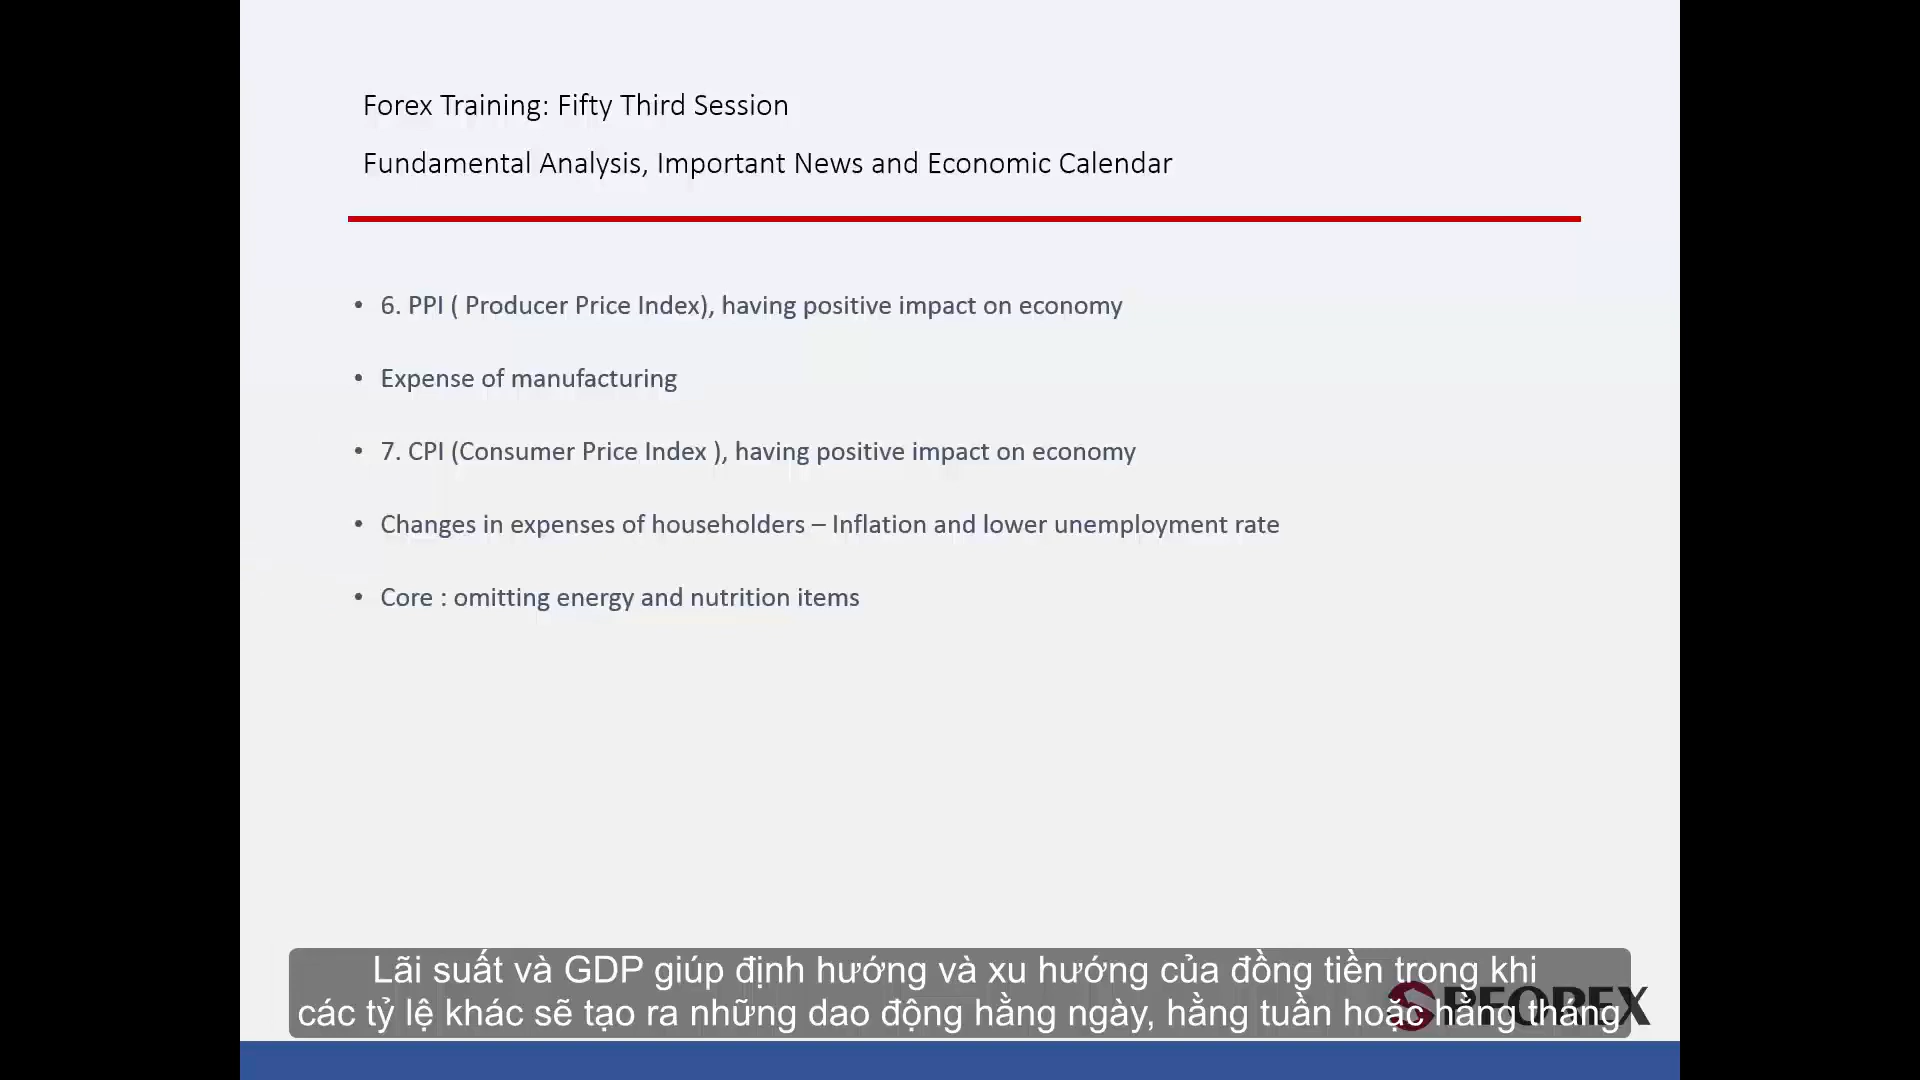 Forex Training: Fifty Third Session
Fundamental Analysis, Important News and Economic Calendar
• 6. PPI ( Producer Price Index), having positive impact on economy
• Expense of manufacturing
• 7. CPI (Consumer Price Index ), having positive impact on economy
• Changes in expenses of householders – Inflation and lower unemployment rate
• Core : omitting energy and nutrition items
Lãi suất và GDP giúp định hướng và xu hướng của đồng tiền trong khi
các tỷ lệ khác sẽ tạo ra những dao động hằng ngày, hằng tuần hoặc hằng tháng